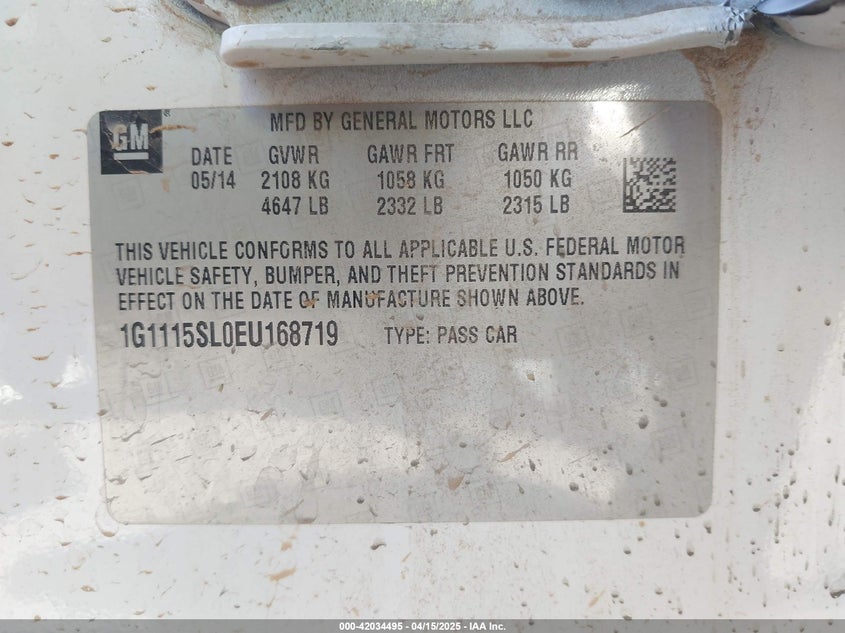 GM
MFD BY GENERAL MOTORS LLC
DATE GVWR GAWR FRT GAWR RR
05/14 2108 KG 1058 KG 1050 KG
4647 LB 2332 LB 2315 LB
THIS VEHICLE CONFORMS TO ALL APPLICABLE U.S. FEDERAL MOTOR
VEHICLE SAFETY, BUMPER, AND THEFT PREVENTION STANDARDS IN
EFFECT ON THE DATE OF MANUFACTURE SHOWN ABOVE.
1G1115SL0EU168719 TYPE: PASS CAR
000-42034495 - 04/15/2025 - IAA Inc.